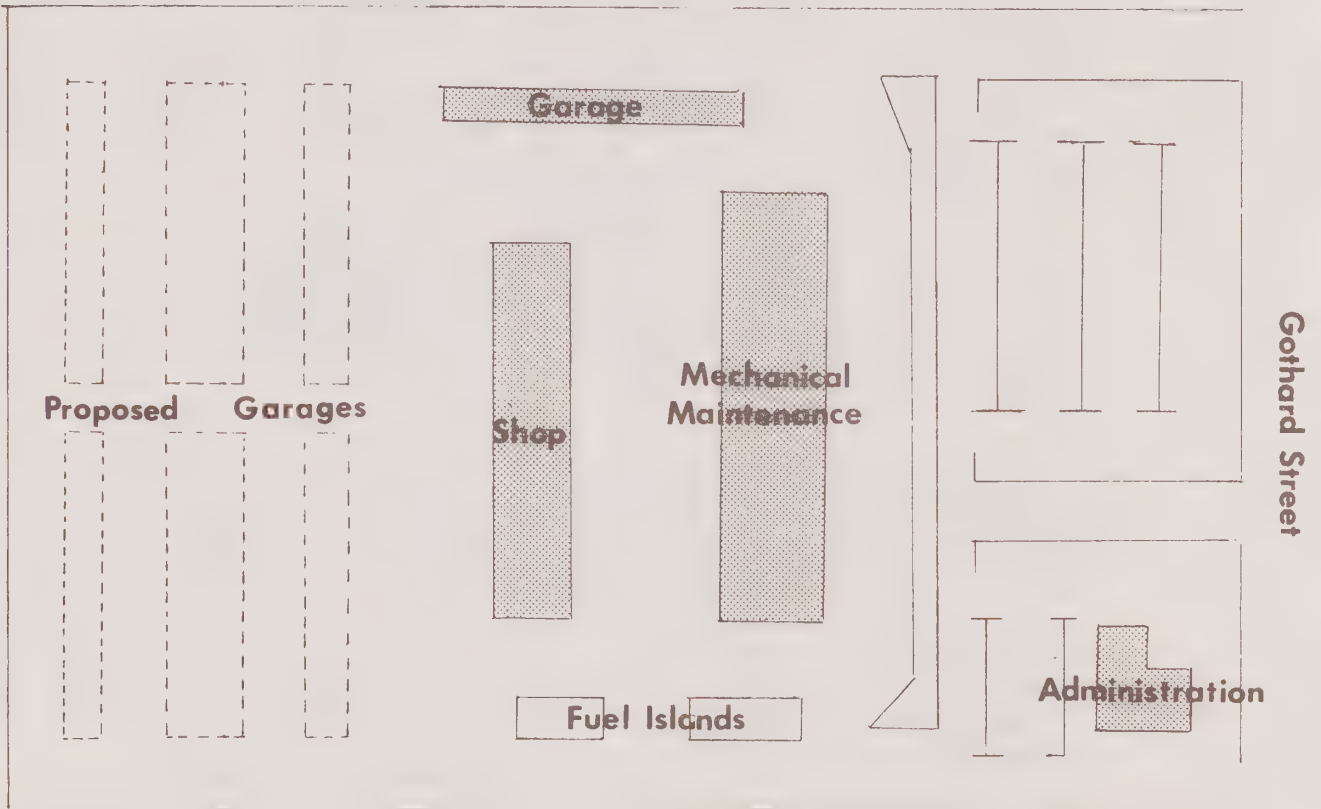 Garage
Proposed Garages
Shop
Mechanical
Maintenance
Gothard Street
Fuel Islands
Administration